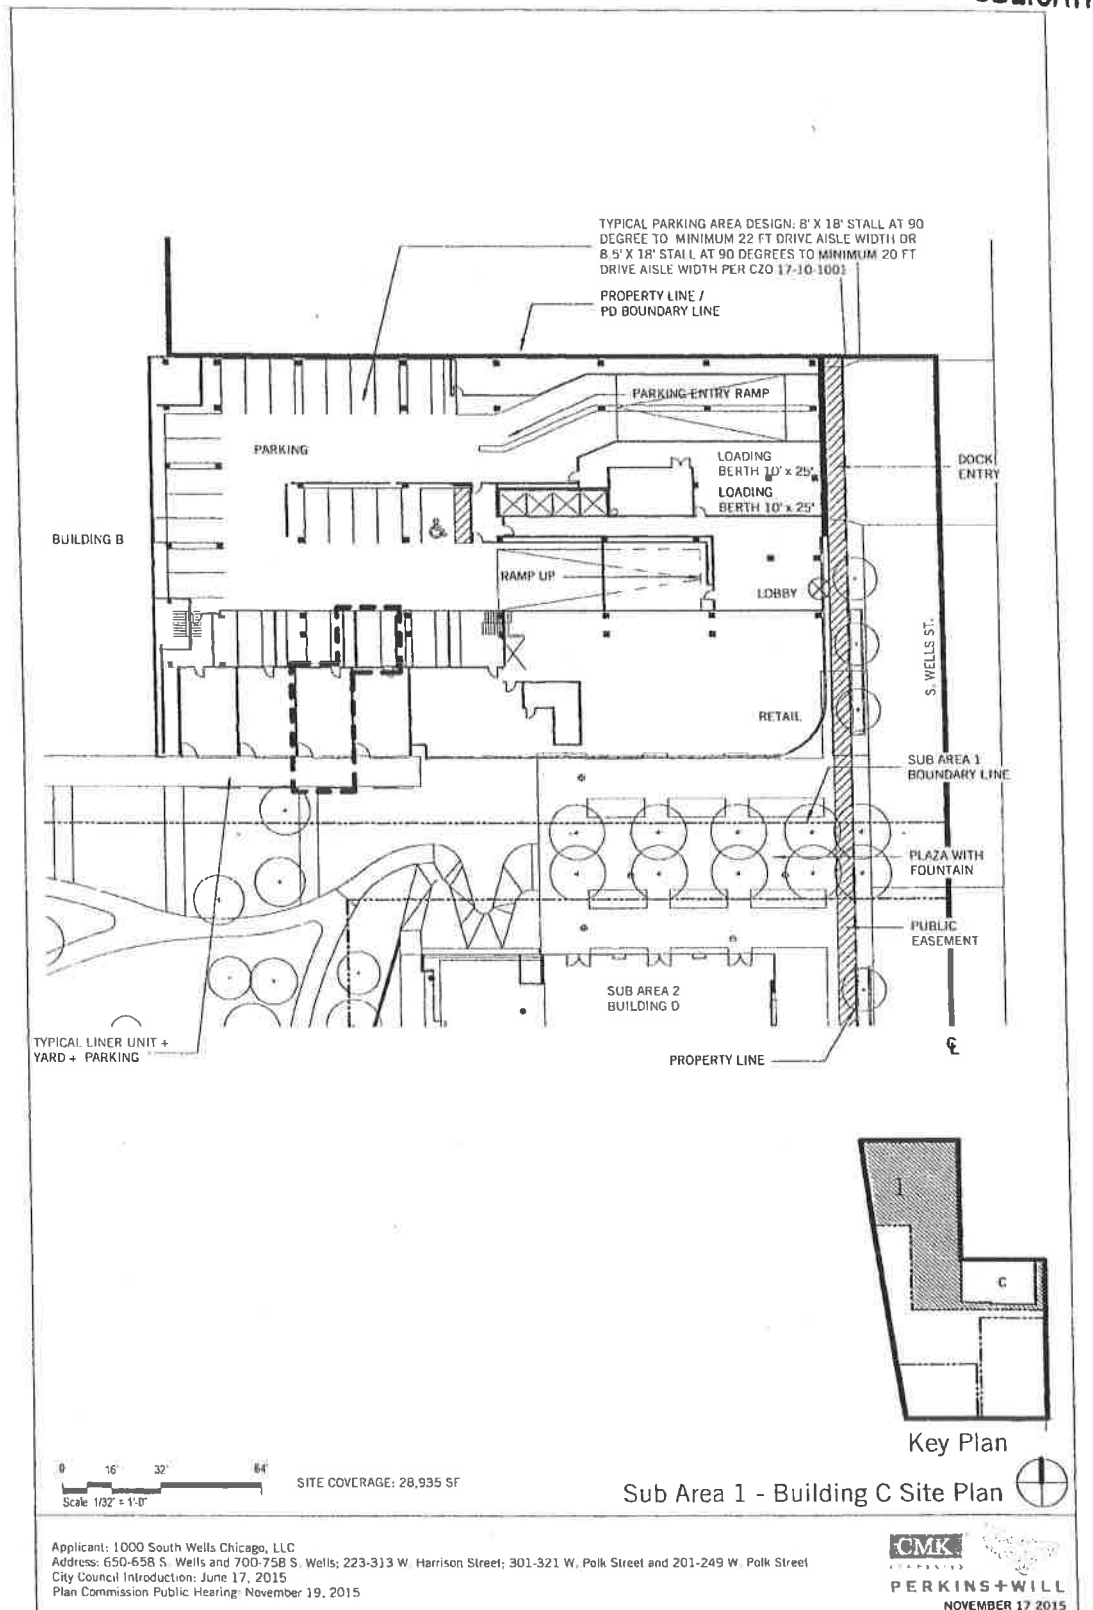 TYPICAL PARKING AREA DESIGN: 8' X 18' STALL AT 90
DEGREE TO MINIMUM 22 FT DRIVE AISLE WIDTH OR
8.5' X 18' STALL AT 90 DEGREES TO MINIMUM 20 FT
DRIVE AISLE WIDTH PER CZO 17-10-1001
PROPERTY LINE /
PD BOUNDARY LINE
PARKING ENTRY RAMP
PARKING
LOADING
BERTH 10' x 25'
LOADING
BERTH 10' x 25'
DOCK
ENTRY
BUILDING B
RAMP UP
LOBBY
S. WELLS ST.
RETAIL
SUB AREA 1
BOUNDARY LINE
PLAZA WITH
FOUNTAIN
PUBLIC
EASEMENT
SUB AREA 2
BUILDING D
TYPICAL LINER UNIT +
YARD + PARKING
PROPERTY LINE
1
C
Key Plan
0 16' 32' 64'
Scale 1/32" = 1'-0"
SITE COVERAGE: 28,935 SF
Sub Area 1 - Building C Site Plan
Applicant: 1000 South Wells Chicago, LLC
Address: 650-658 S. Wells and 700-758 S. Wells; 223-313 W. Harrison Street; 301-321 W. Polk Street and 201-249 W. Polk Street
City Council Introduction: June 17, 2015
Plan Commission Public Hearing: November 19, 2015
CMK
PERKINS+WILL
NOVEMBER 17 2015